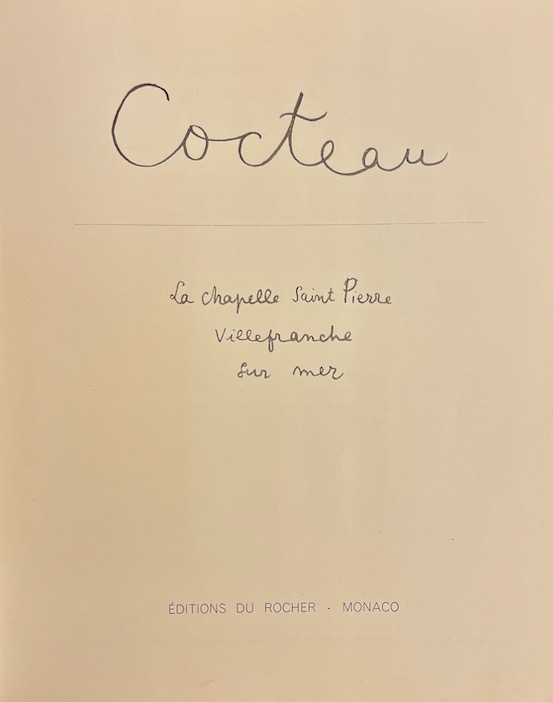 Cocteau
La chapelle Saint Pierre
Villefranche
sur mer
ÉDITIONS DU ROCHER - MONACO